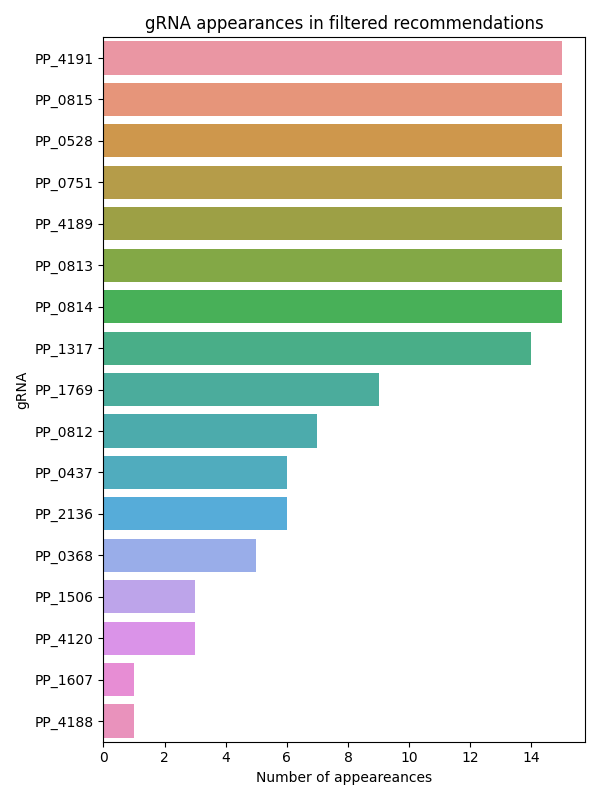 gRNA appearances in filtered recommendations
gRNA
PP_4191
PP_0815
PP_0528
PP_0751
PP_4189
PP_0813
PP_0814
PP_1317
PP_1769
PP_0812
PP_0437
PP_2136
PP_0368
PP_1506
PP_4120
PP_1607
PP_4188
0 2 4 6 8 10 12 14
Number of appeareances